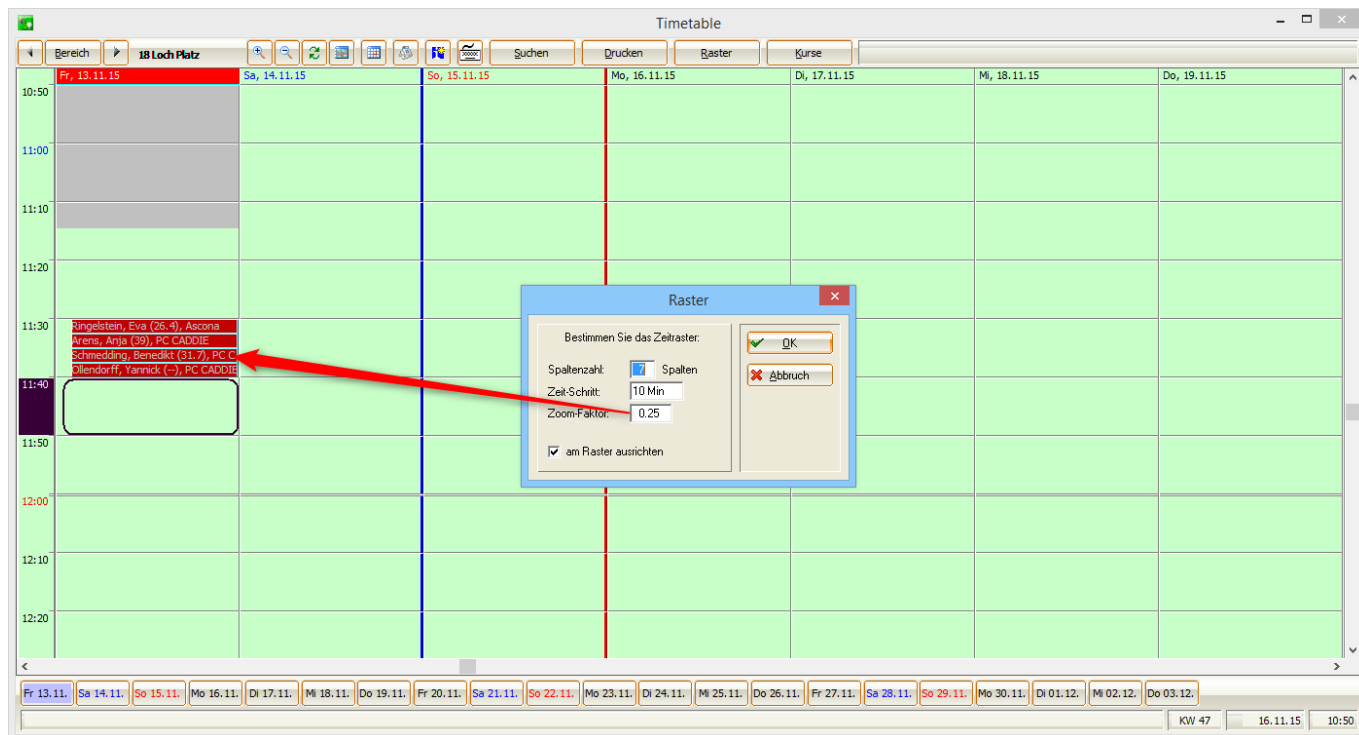 Timetable
Bereich 18 Loch Platz Suchen Drucken Raster Kurse
Fr, 13.11.15 Sa, 14.11.15 So, 15.11.15 Mo, 16.11.15 Di, 17.11.15 Mi, 18.11.15 Do, 19.11.15
10:50
11:00
11:10
11:20
Raster
11:30
Ringelstein, Eva (26.4), Ascona
Arens, Anja (39), PC CADDIE
Schmedding, Benedikt (31.7), PC C
Ollendorff, Yannick (--), PC CADDIE
Bestimmen Sie das Zeitraster:
Spaltenzahl: 7 Spalten
Zeit-Schritt: 10 Min
Zoom-Faktor: 0.25
am Raster ausrichten
OK
Abbruch
11:40
11:50
12:00
12:10
12:20
Fr 13.11. Sa 14.11. So 15.11. Mo 16.11. Di 17.11. Mi 18.11. Do 19.11. Fr 20.11. Sa 21.11. So 22.11. Mo 23.11. Di 24.11. Mi 25.11. Do 26.11. Fr 27.11. Sa 28.11. So 29.11. Mo 30.11. Di 01.12. Mi 02.12. Do 03.12.
KW 47 16.11.15 10:50